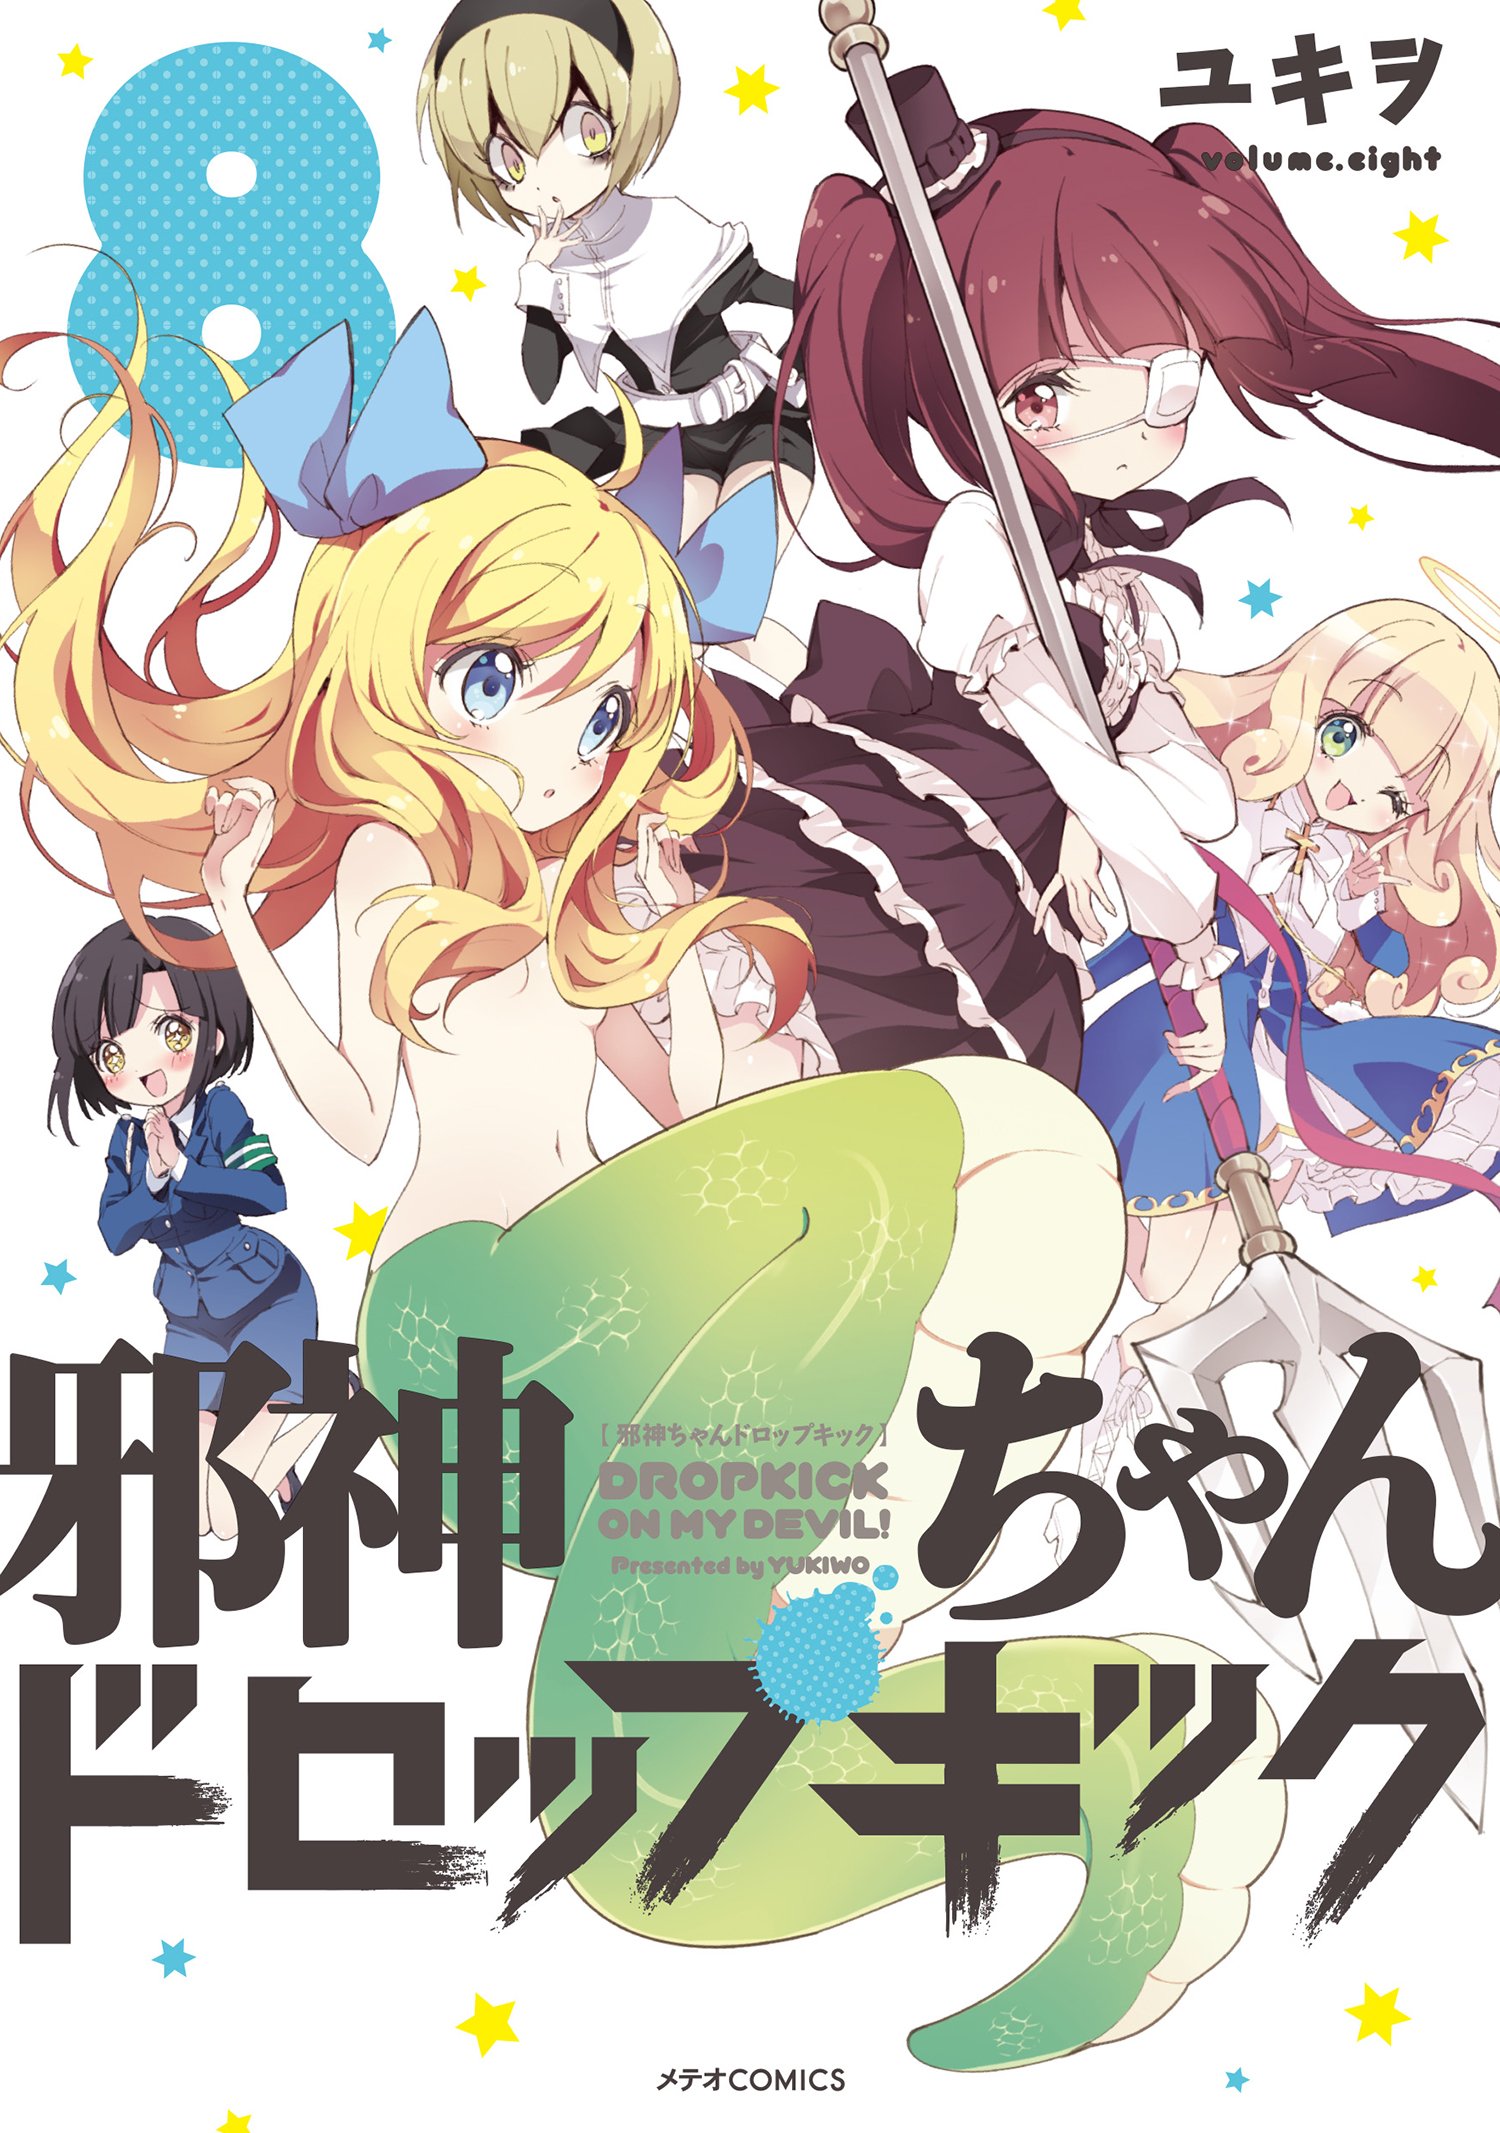 8
ユキヲ
volume.eight
邪神ちゃん
【邪神ちゃんドロップキック】
DROPKICK
ON MY DEVIL!
Presented by YUKIWO
ドロップキック
メテオCOMICS